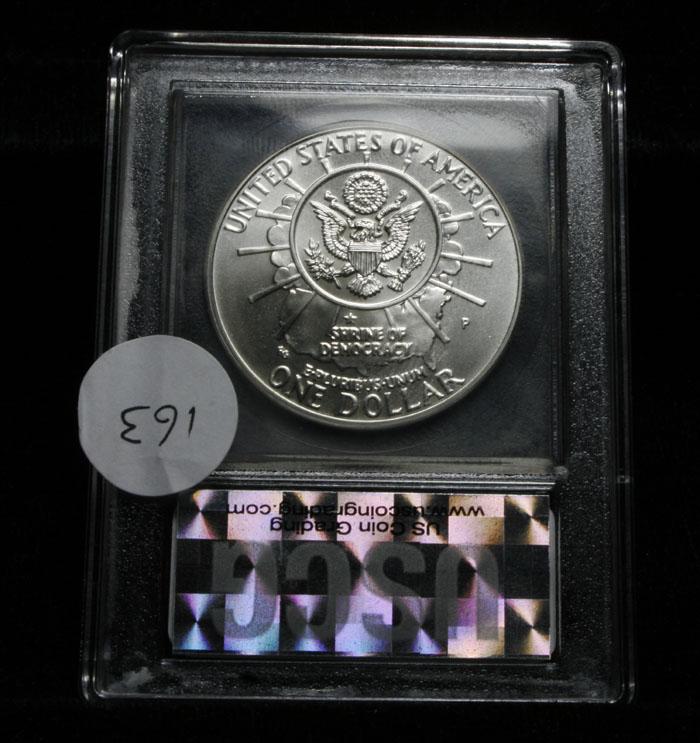 UNITED STATES OF AMERICA
P
SHRINE OF
DEMOCRACY
E·PLURIBUS·UNUM
ONE DOLLAR
163
www.uscoingrading.com
US Coin Grading
USCG